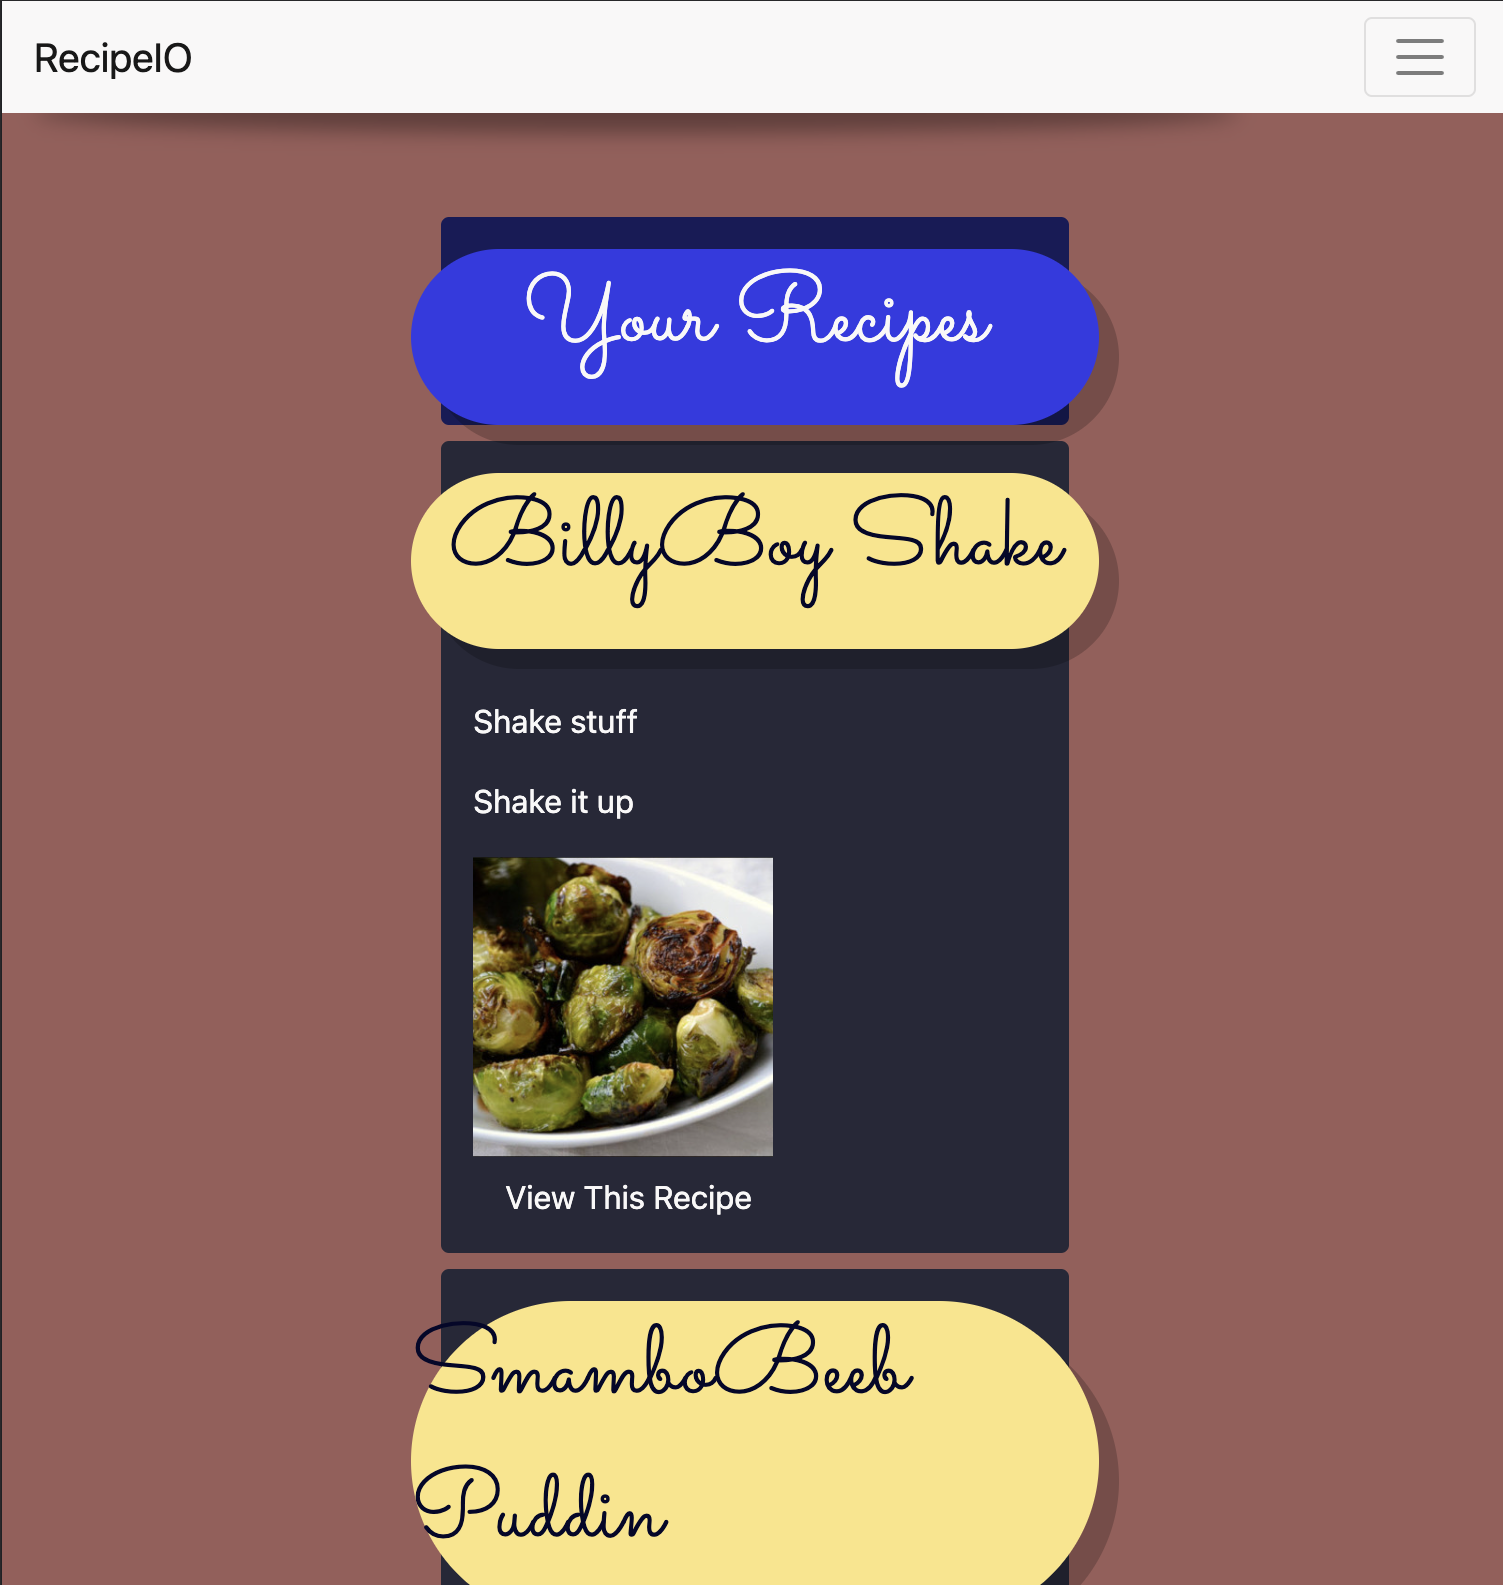 RecipeIO
Your Recipes
BillyBoy Shake
Shake stuff
Shake it up
View This Recipe
SmamboBeeb
Puddin